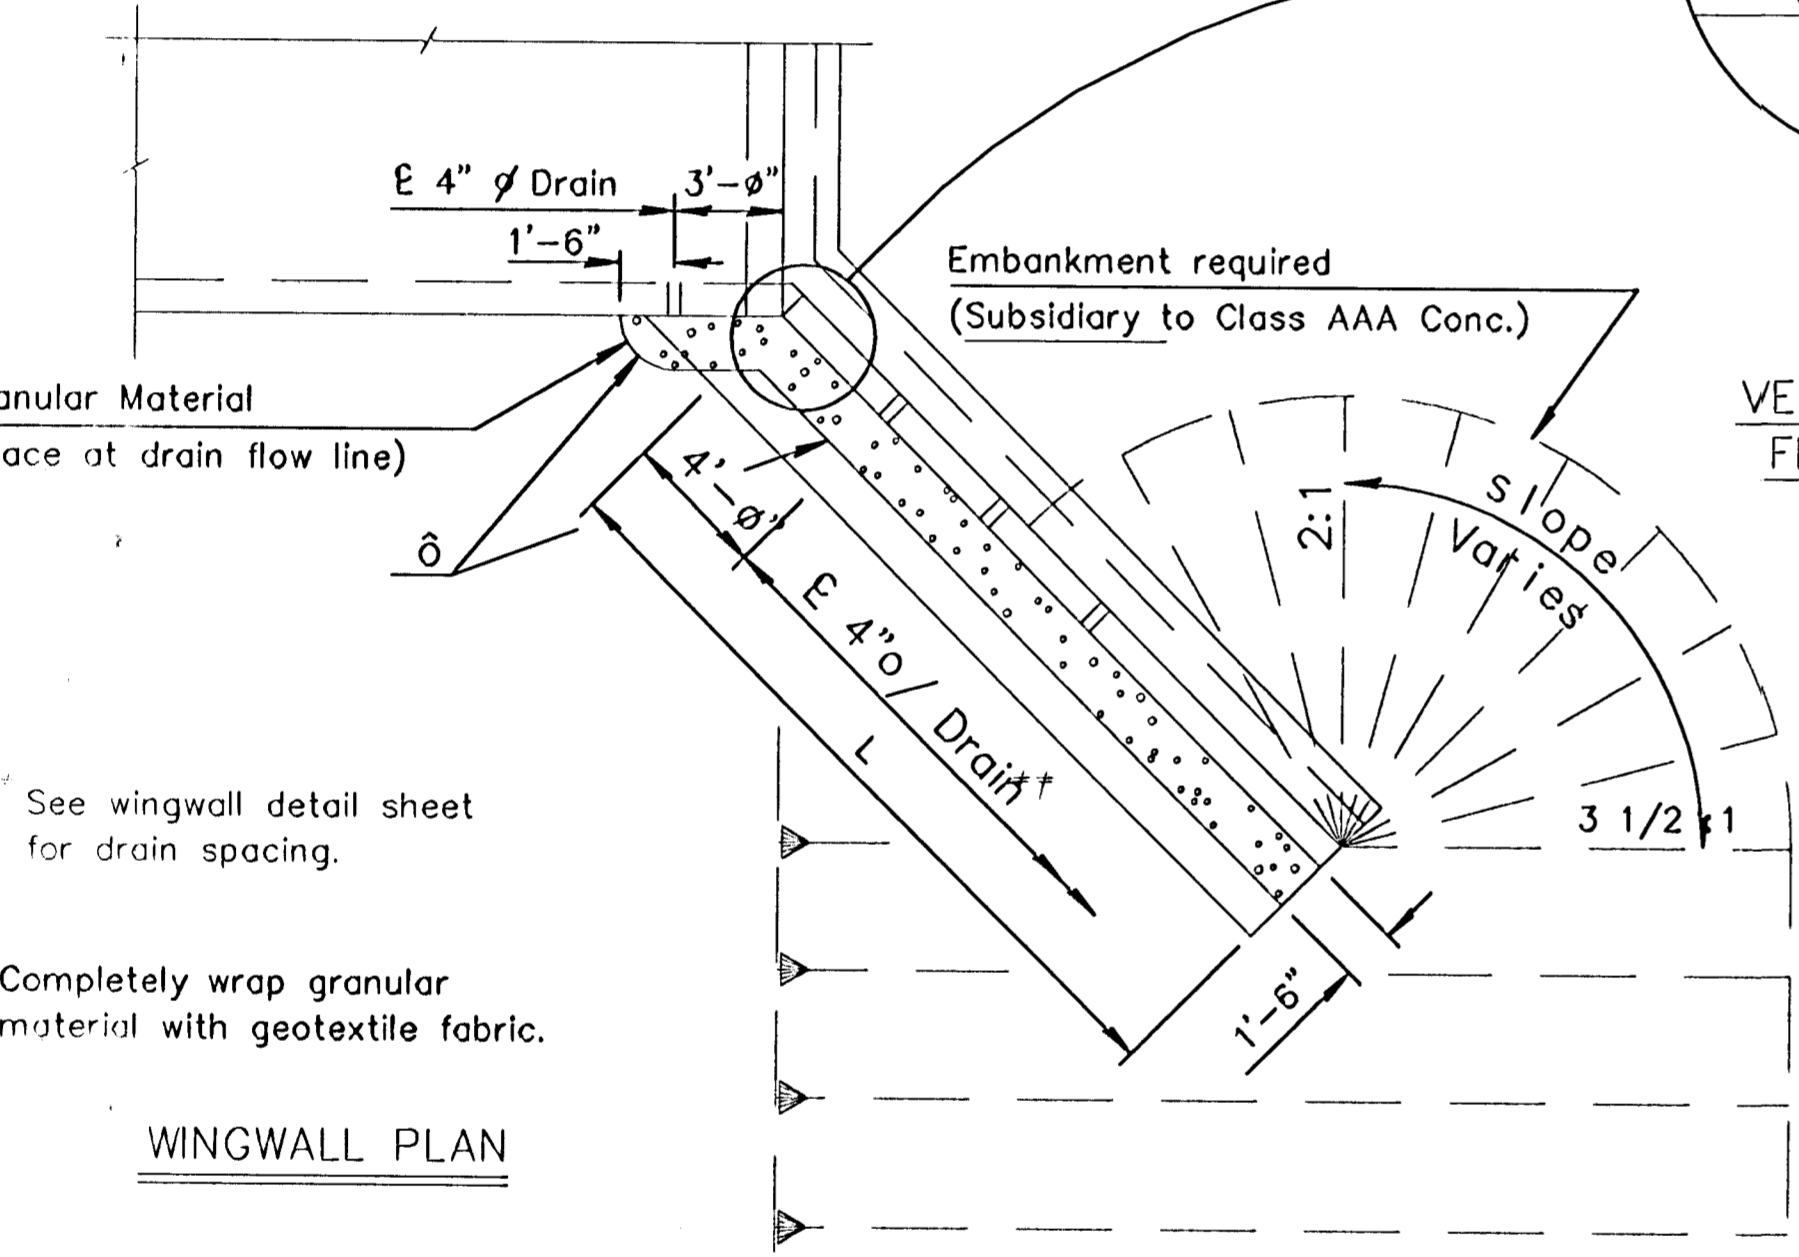 ℄ 4" ø Drain
3'-ø"
1'-6"
Embankment required
(Subsidiary to Class AAA Conc.)
anular Material
ace at drain flow line)
VE
Ô
4'-ø"
℄ 4"O/ Drain**
L
2:1
Slope
Varies
3 1/2 : 1
See wingwall detail sheet
for drain spacing.
1'-6"
Completely wrap granular
material with geotextile fabric.
WINGWALL PLAN